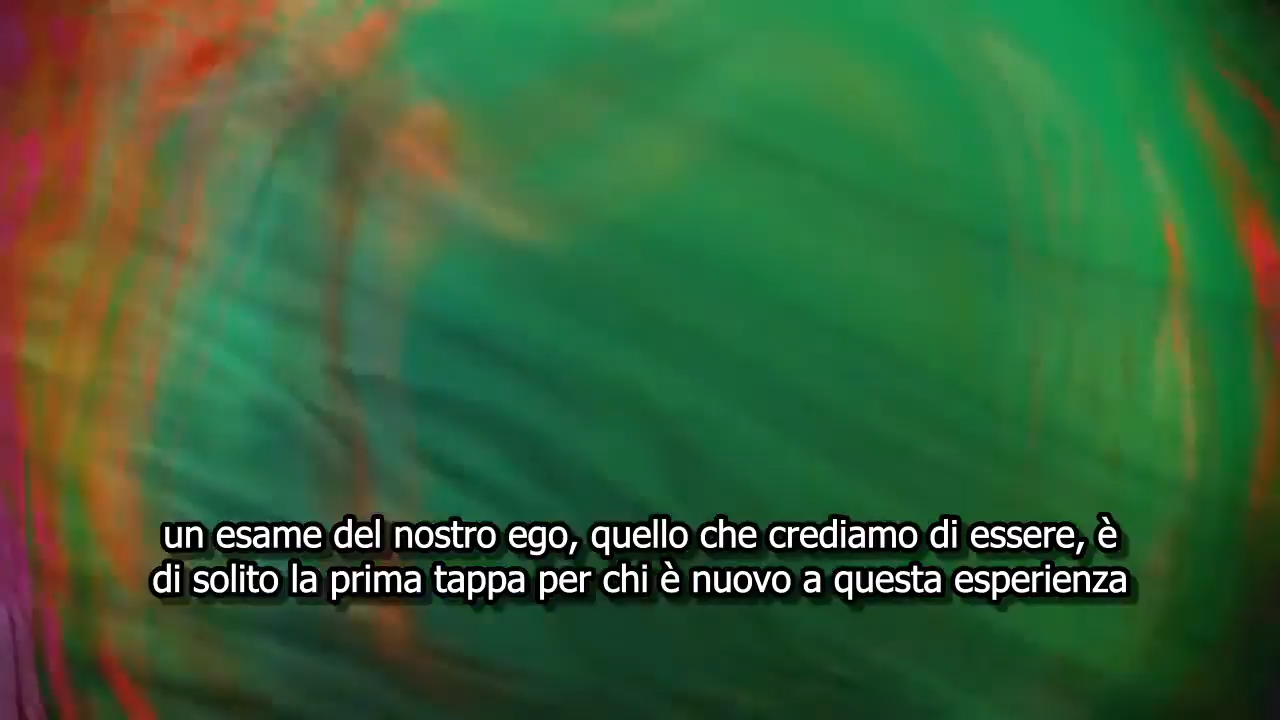 un esame del nostro ego, quello che crediamo di essere, è
di solito la prima tappa per chi è nuovo a questa esperienza